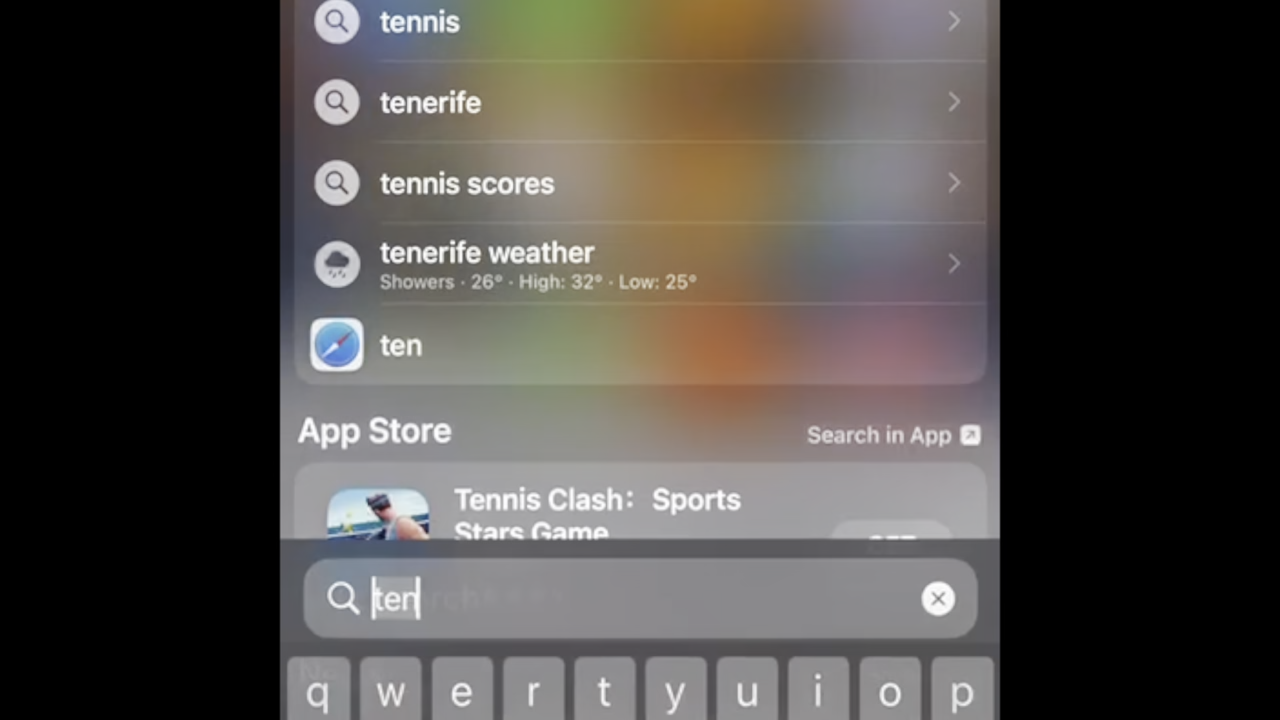 tennis
tenerife
tennis scores
tenerife weather
Showers · 26° · High: 32° · Low: 25°
ten
App Store
Search in App
Tennis Clash: Sports
Stars Game
ten
q w e r t y u i o p